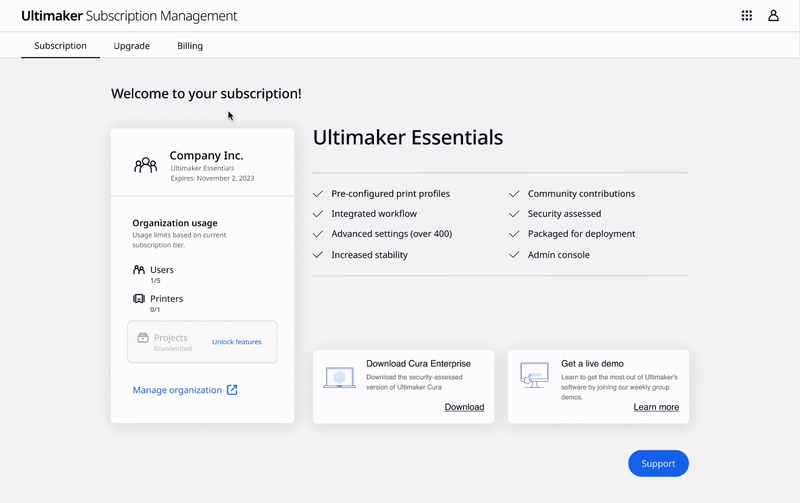 Ultimaker Subscription Management
Subscription Upgrade Billing
Welcome to your subscription!
Company Inc.
Ultimaker Essentials
Expires: November 2, 2023
Organization usage
Usage limits based on current
subscription tier.
Users
1/5
Printers
0/1
Projects
0/unlimited
Unlock features
Manage organization
Ultimaker Essentials
Pre-configured print profiles
Integrated workflow
Advanced settings (over 400)
Increased stability
Community contributions
Security assessed
Packaged for deployment
Admin console
Download Cura Enterprise
Download the security-assessed
version of Ultimaker Cura
Download
Get a live demo
Learn to get the most out of Ultimaker's
software by joining our weekly group
demos.
Learn more
Support